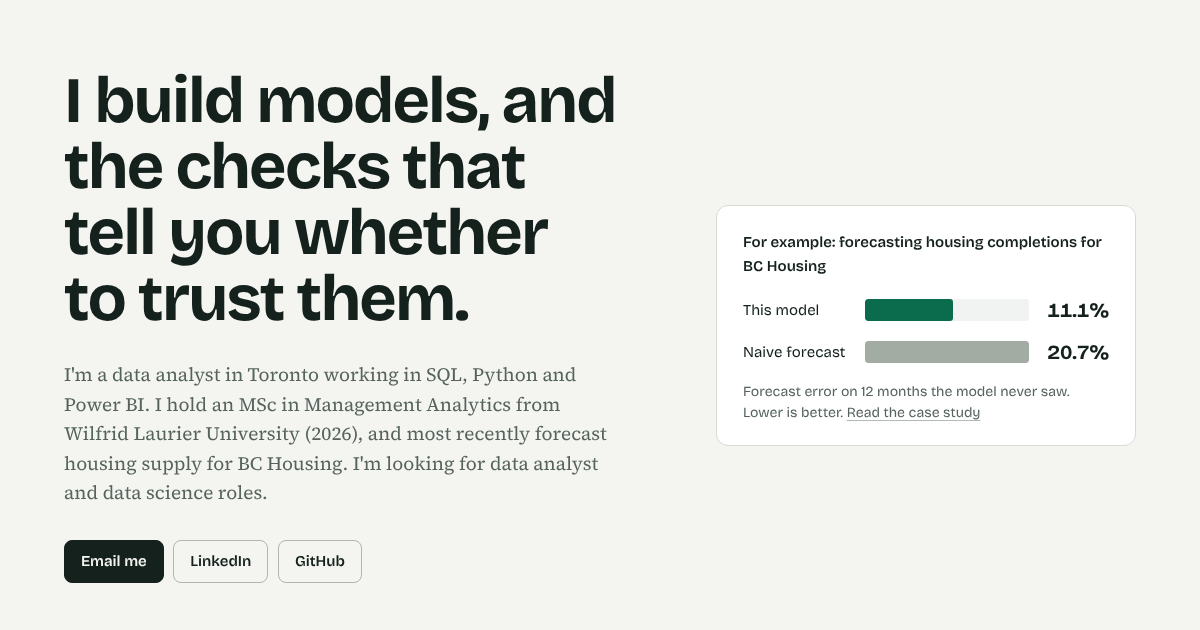 I build models, and
the checks that
tell you whether
to trust them.
I'm a data analyst in Toronto working in SQL, Python and
Power BI. I hold an MSc in Management Analytics from
Wilfrid Laurier University (2026), and most recently forecast
housing supply for BC Housing. I'm looking for data analyst
and data science roles.
Email me
LinkedIn
GitHub
For example: forecasting housing completions for
BC Housing
This model 11.1%
Naive forecast 20.7%
Forecast error on 12 months the model never saw.
Lower is better. Read the case study